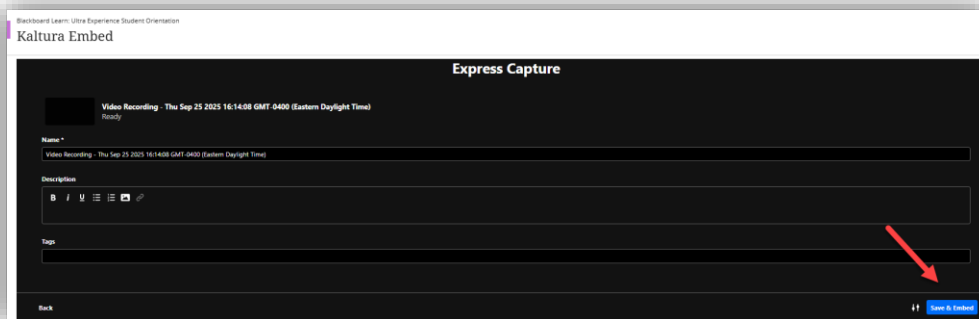 Blackboard Learn: Ultra Experience Student Orientation
Kaltura Embed
Express Capture
Video Recording - Thu Sep 25 2025 16:14:08 GMT-0400 (Eastern Daylight Time)
Ready
Name *
Video Recording - Thu Sep 25 2025 16:14:08 GMT-0400 (Eastern Daylight Time)
Description
B I U
Tags
Back
Save & Embed